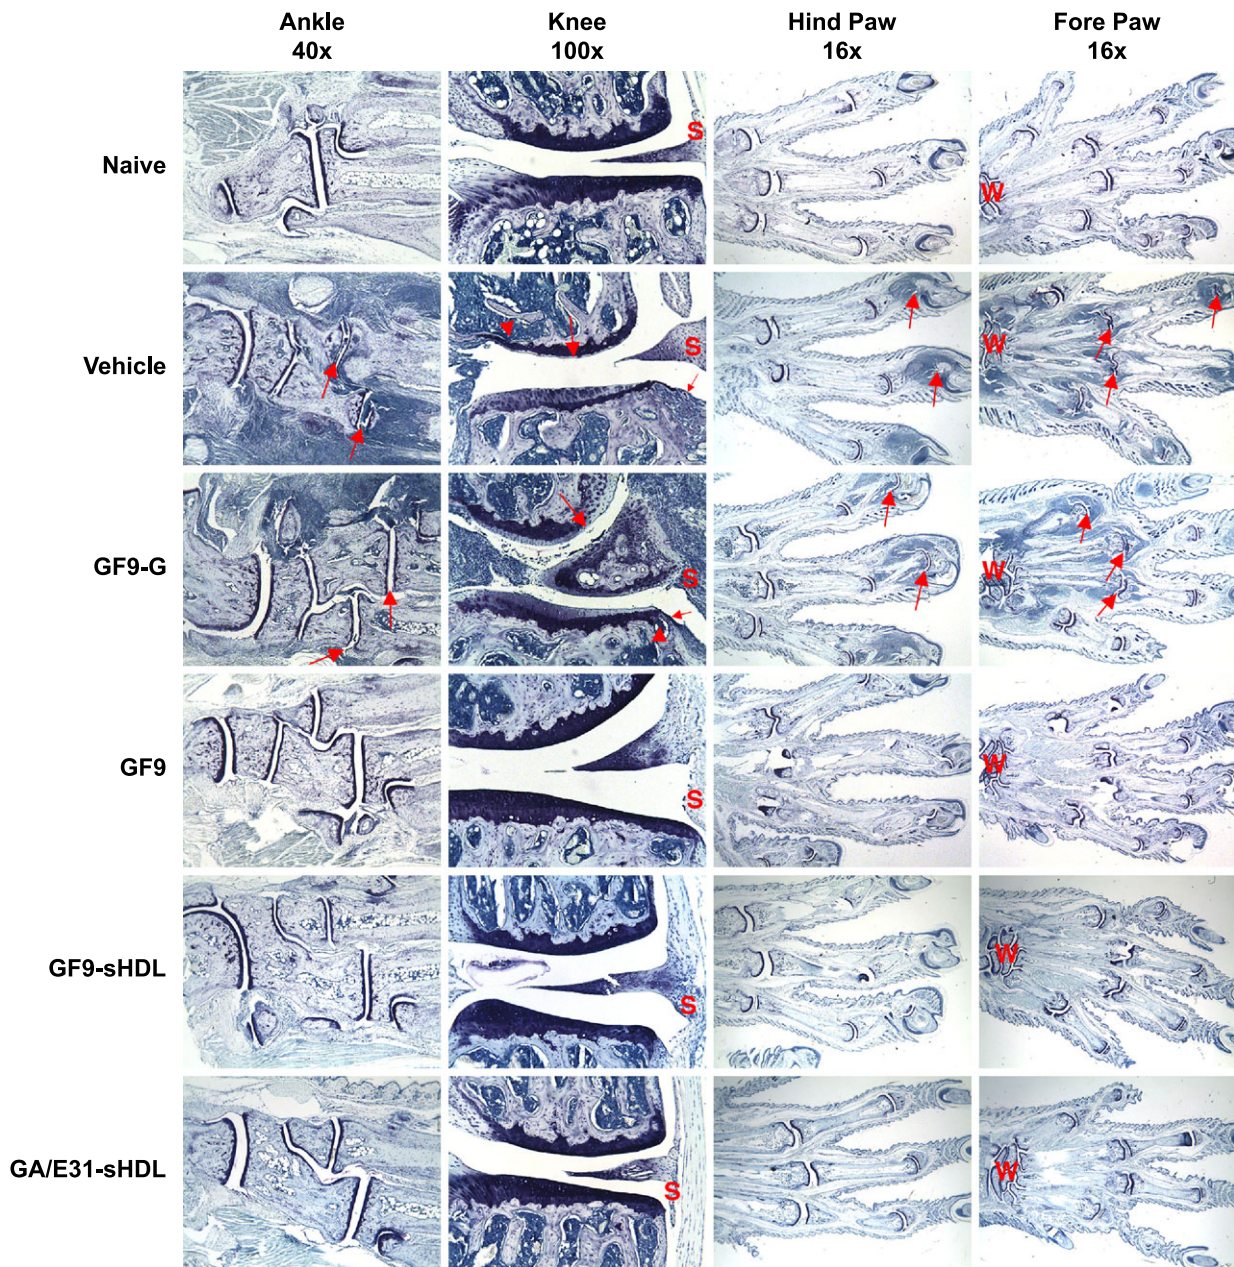 Ankle Knee Hind Paw Fore Paw
40x 100x 16x 16x
Naive S W
Vehicle S W
GF9-G S W
GF9 S W
GF9-sHDL S W
GA/E31-sHDL S W